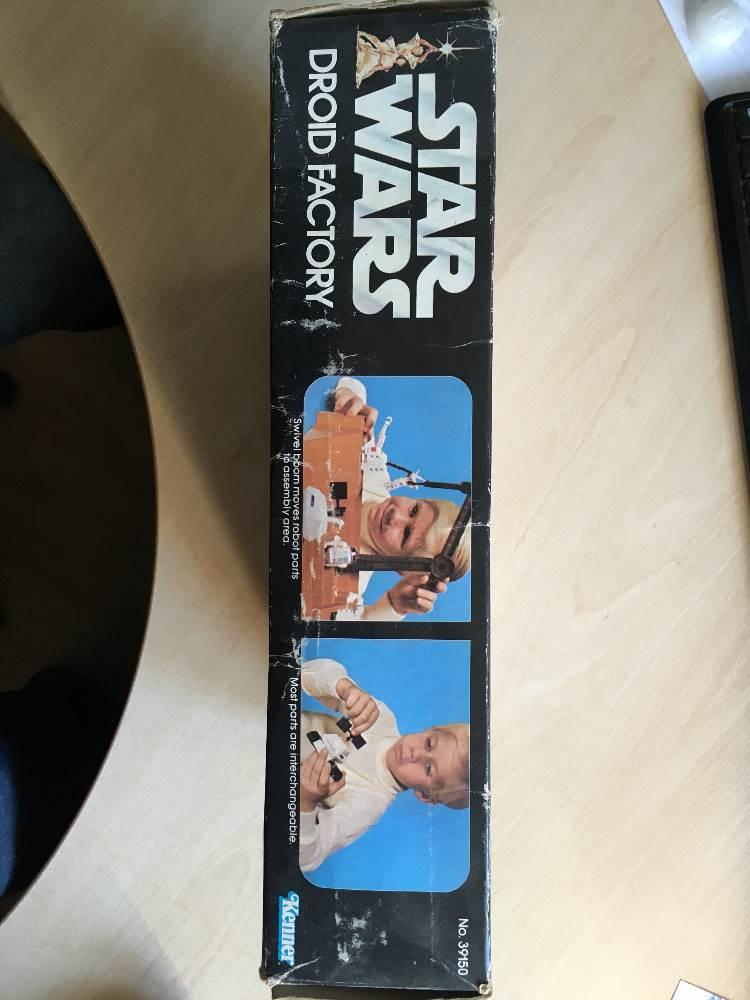 STAR
WARS
DROID FACTORY
Swivel boom moves robot parts
to assembly area.
Most parts are interchangeable.
No. 39150
Kenner